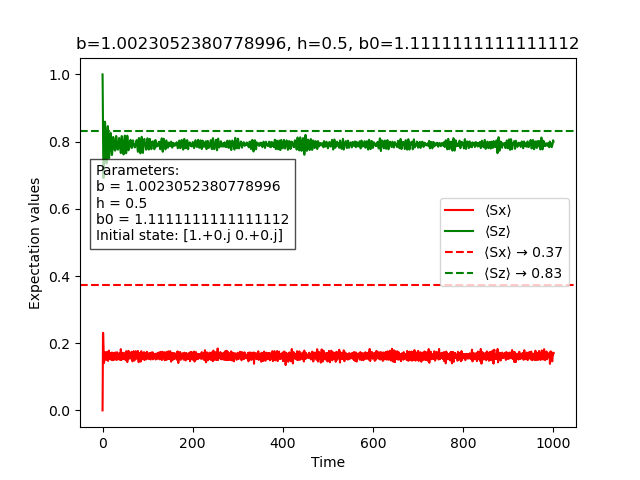 b=1.0023052380778996, h=0.5, b0=1.1111111111111112
Expectation values
1.0
0.8
0.6
0.4
0.2
0.0
Parameters:
b = 1.0023052380778996
h = 0.5
b0 = 1.1111111111111112
Initial state: [1.+0.j 0.+0.j]
⟨Sx⟩
⟨Sz⟩
⟨Sx⟩ → 0.37
⟨Sz⟩ → 0.83
0 200 400 600 800 1000
Time